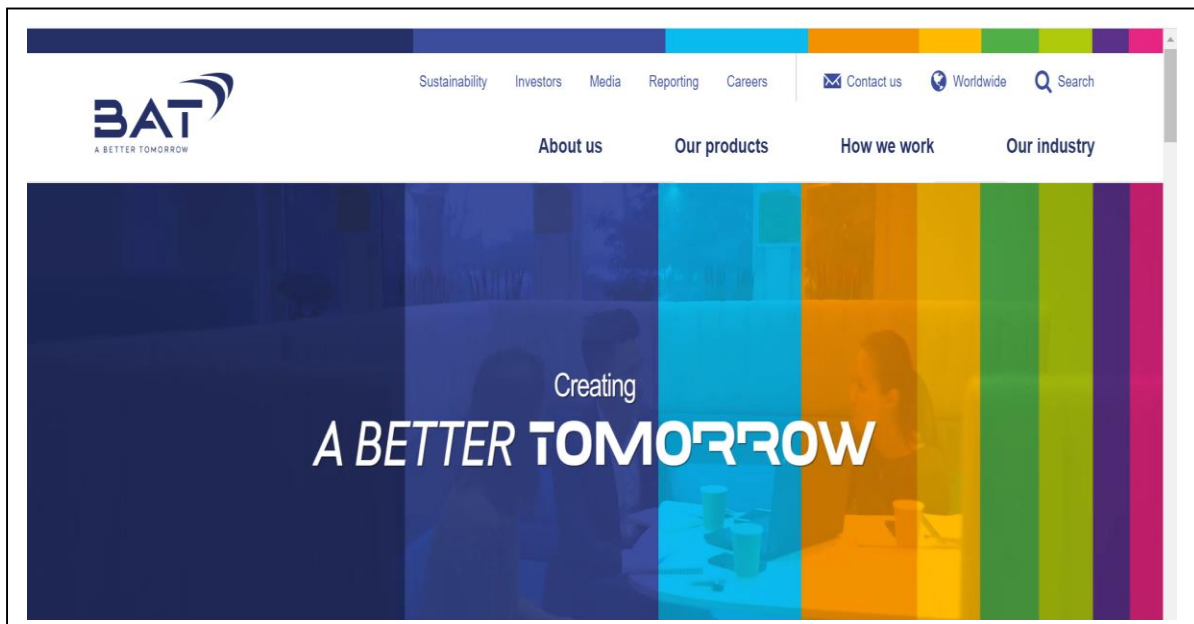 Sustainability Investors Media Reporting Careers Contact us Worldwide Search
BAT
A BETTER TOMORROW
About us Our products How we work Our industry
Creating
A BETTER TOMORROW